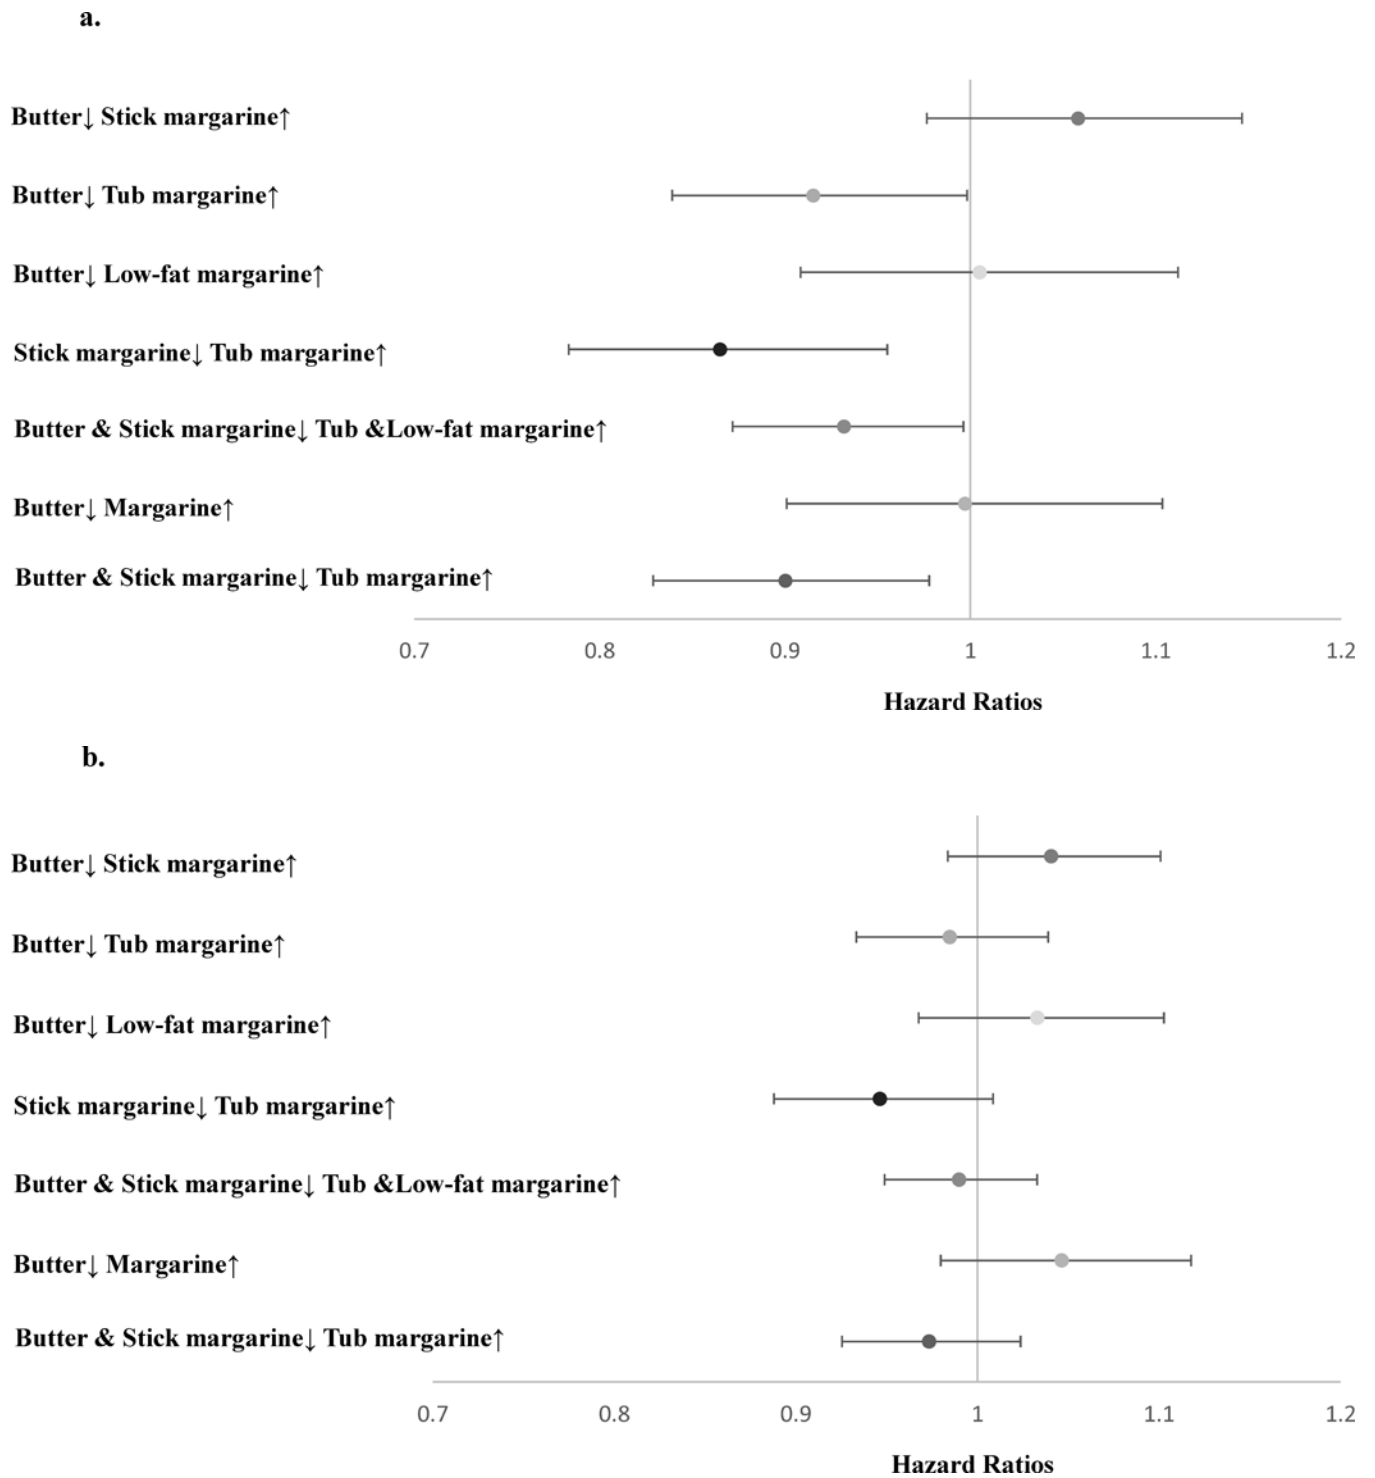 a.
Butter↓ Stick margarine↑
Butter↓ Tub margarine↑
Butter↓ Low-fat margarine↑
Stick margarine↓ Tub margarine↑
Butter & Stick margarine↓ Tub &Low-fat margarine↑
Butter↓ Margarine↑
Butter & Stick margarine↓ Tub margarine↑
0.7 0.8 0.9 1 1.1 1.2
Hazard Ratios
b.
Butter↓ Stick margarine↑
Butter↓ Tub margarine↑
Butter↓ Low-fat margarine↑
Stick margarine↓ Tub margarine↑
Butter & Stick margarine↓ Tub &Low-fat margarine↑
Butter↓ Margarine↑
Butter & Stick margarine↓ Tub margarine↑
0.7 0.8 0.9 1 1.1 1.2
Hazard Ratios